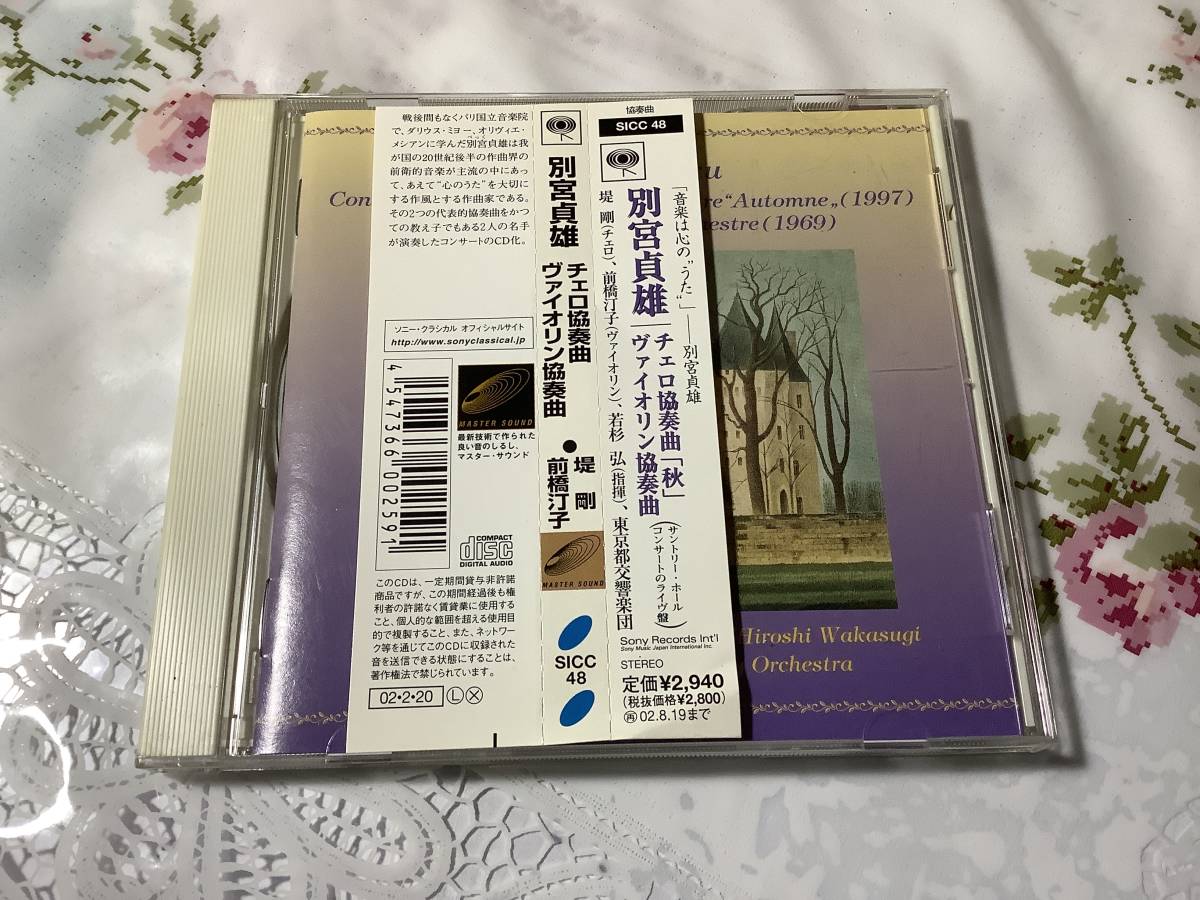 戦後間もなくパリ国立音楽院
で、ダリウス・ミヨー、オリヴィエ・
メシアンに学んだ別宮貞雄は我
が国の20世紀後半の作曲界の
前衛的音楽が主流の中にあっ
て、あえて“心のうた”を大切に
する作風とする作曲家である。
その2つの代表的協奏曲をかつ
ての教え子でもある2人の名手
が演奏したコンサートのCD化。
ソニー・クラシカル オフィシャルサイト
http://www.sonyclassical.jp
4547366002591
MASTER SOUND
最新技術で作られた
良い音のしるし、
マスター・サウンド
COMPACT
disc
DIGITAL AUDIO
このCDは、一定期間貸与非許諾
商品ですが、この期間経過後も権
利者の許諾なく賃貸業に使用する
こと、個人的な範囲を超える使用目
的で複製すること、また、ネットワー
ク等を通じてこのCDに収録された
音を送信できる状態にすることは、
著作権法で禁じられています。
02・2・20 Ⓛ
別宮貞雄
チェロ協奏曲
ヴァイオリン協奏曲
●
堤 剛
前橋汀子
MASTER SOUND
SICC
48
協奏曲
SICC 48
「音楽は心の“うた”」──別宮貞雄
別宮貞雄
チェロ協奏曲「秋」
ヴァイオリン協奏曲
(サントリー・ホール
コンサートのライヴ盤)
堤 剛(チェロ)、前橋汀子(ヴァイオリン)、若杉 弘(指揮)、東京都交響楽団
Sony Records Int'l
Sony Music Japan International Inc.
STEREO
定価¥2,940
(税抜価格¥2,800)
再02.8.19まで
Con
re“Automne„(1997)
estre(1969)
Hiroshi Wakasugi
Orchestra